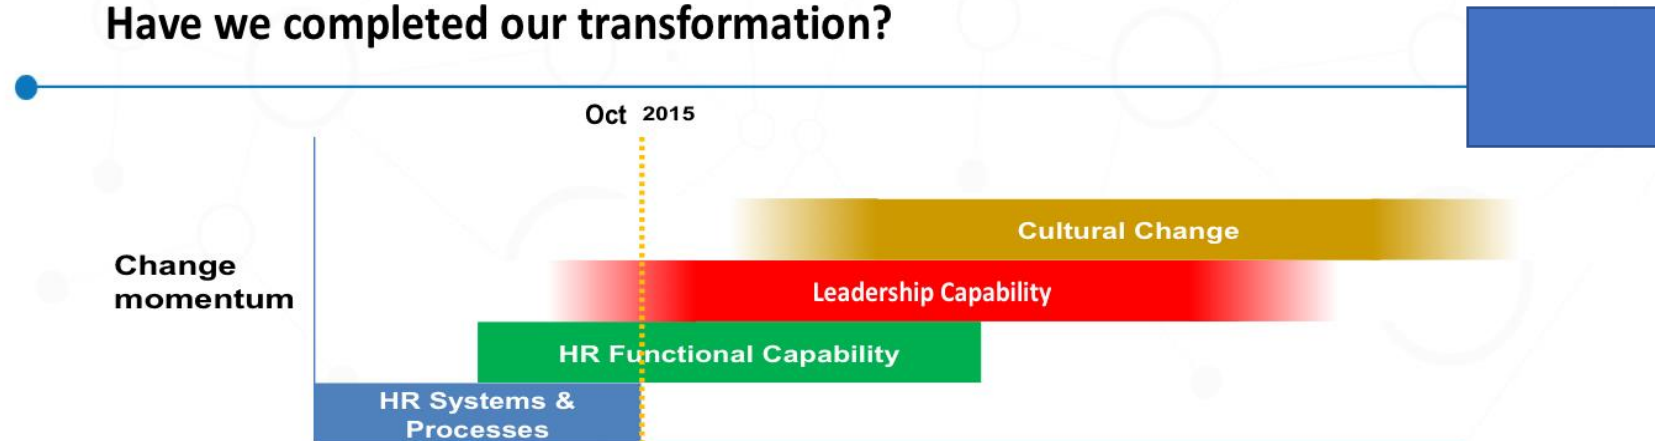 Have we completed our transformation?
Oct 2015
Cultural Change
Change
momentum
Leadership Capability
HR Functional Capability
HR Systems &
Processes